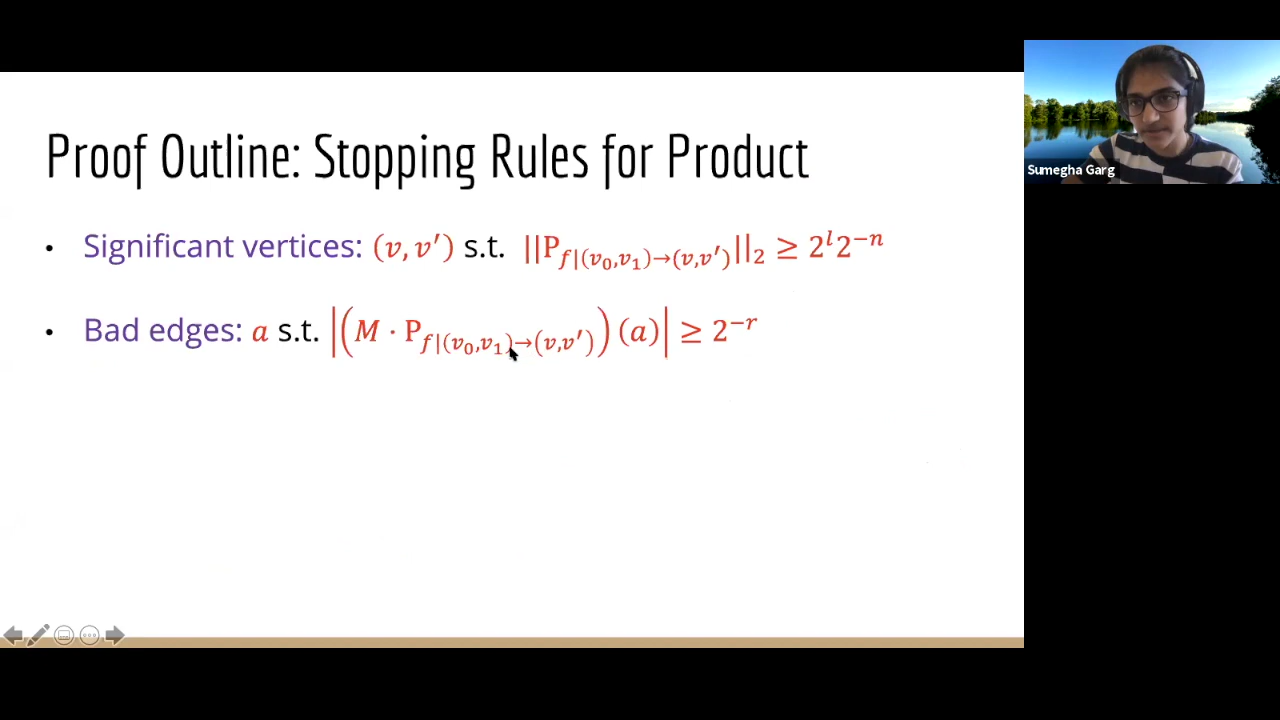 Proof Outline: Stopping Rules for Product
Sumegha Garg
• Significant vertices: (v, v′) s.t. ||P_{f|(v_0,v_1)→(v,v′)}||_2 ≥ 2^l 2^{−n}
• Bad edges: a s.t. |(M · P_{f|(v_0,v_1)→(v,v′)})(a)| ≥ 2^{−r}